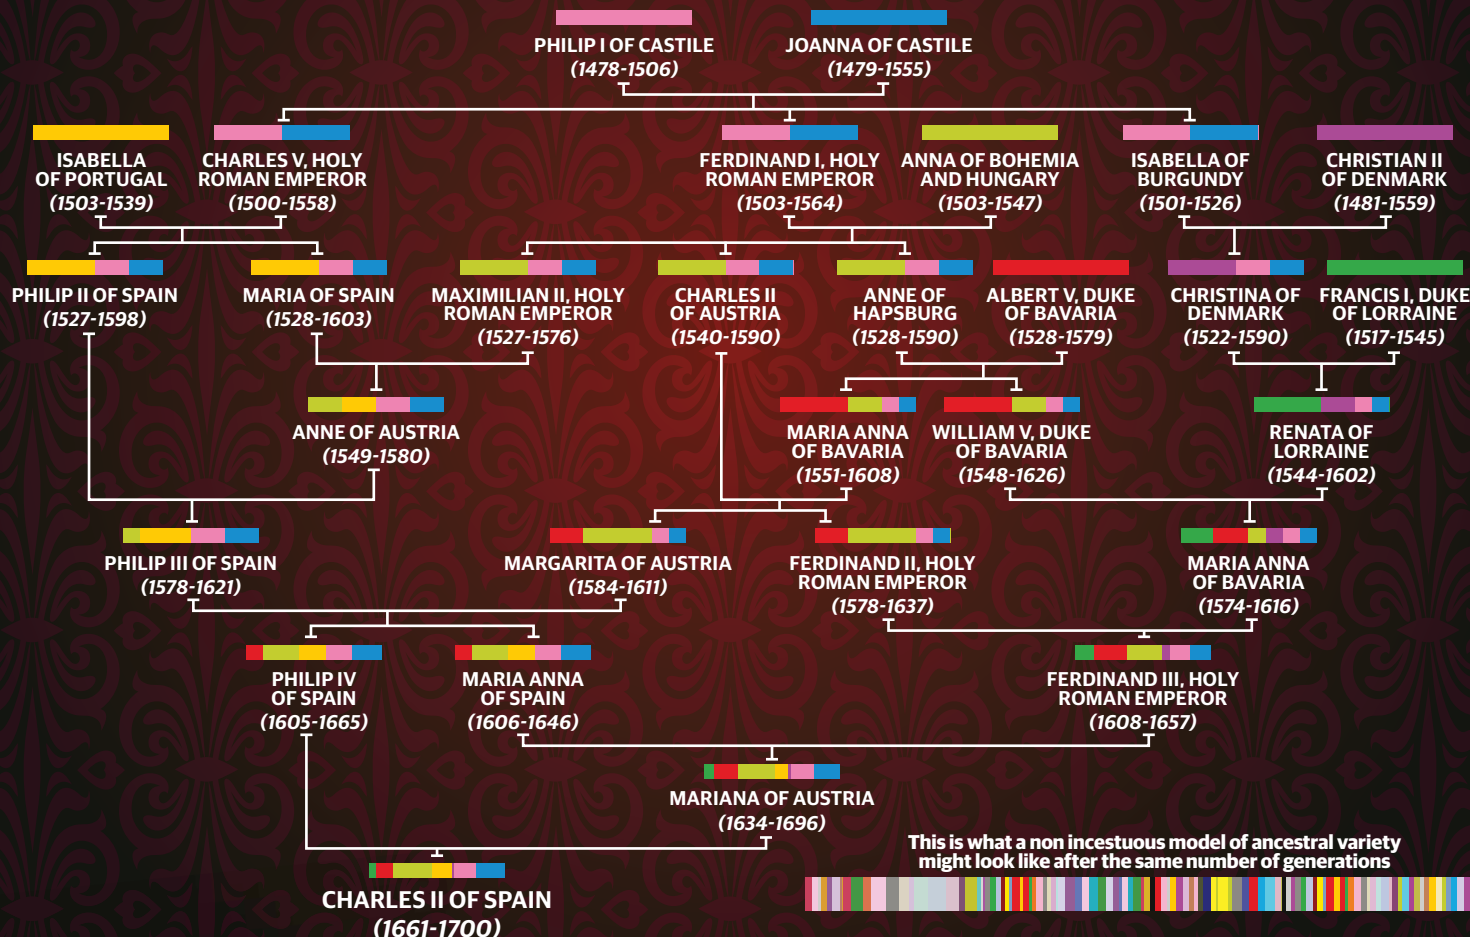 PHILIP I OF CASTILE
(1478-1506)
JOANNA OF CASTILE
(1479-1555)
ISABELLA
OF PORTUGAL
(1503-1539)
CHARLES V, HOLY
ROMAN EMPEROR
(1500-1558)
FERDINAND I, HOLY
ROMAN EMPEROR
(1503-1564)
ANNA OF BOHEMIA
AND HUNGARY
(1503-1547)
ISABELLA OF
BURGUNDY
(1501-1526)
CHRISTIAN II
OF DENMARK
(1481-1559)
PHILIP II OF SPAIN
(1527-1598)
MARIA OF SPAIN
(1528-1603)
MAXIMILIAN II, HOLY
ROMAN EMPEROR
(1527-1576)
CHARLES II
OF AUSTRIA
(1540-1590)
ANNE OF
HAPSBURG
(1528-1590)
ALBERT V, DUKE
OF BAVARIA
(1528-1579)
CHRISTINA OF
DENMARK
(1522-1590)
FRANCIS I, DUKE
OF LORRAINE
(1517-1545)
ANNE OF AUSTRIA
(1549-1580)
MARIA ANNA
OF BAVARIA
(1551-1608)
WILLIAM V, DUKE
OF BAVARIA
(1548-1626)
RENATA OF
LORRAINE
(1544-1602)
PHILIP III OF SPAIN
(1578-1621)
MARGARITA OF AUSTRIA
(1584-1611)
FERDINAND II, HOLY
ROMAN EMPEROR
(1578-1637)
MARIA ANNA
OF BAVARIA
(1574-1616)
PHILIP IV
OF SPAIN
(1605-1665)
MARIA ANNA
OF SPAIN
(1606-1646)
FERDINAND III, HOLY
ROMAN EMPEROR
(1608-1657)
MARIANA OF AUSTRIA
(1634-1696)
This is what a non incestuous model of ancestral variety
might look like after the same number of generations
CHARLES II OF SPAIN
(1661-1700)